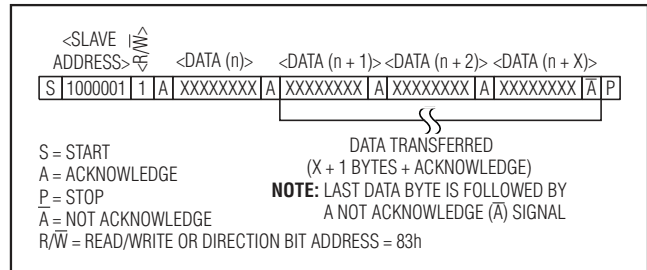 <SLAVE
ADDRESS> <R/W̅> <DATA (n)> <DATA (n + 1)> <DATA (n + 2)> <DATA (n + X)>
S 1000001 1 A XXXXXXXX A XXXXXXXX A XXXXXXXX A XXXXXXXX A̅ P
S = START
A = ACKNOWLEDGE
P = STOP
A̅ = NOT ACKNOWLEDGE
R/W̅ = READ/WRITE OR DIRECTION BIT ADDRESS = 83h
DATA TRANSFERRED
(X + 1 BYTES + ACKNOWLEDGE)
NOTE: LAST DATA BYTE IS FOLLOWED BY
A NOT ACKNOWLEDGE (A̅) SIGNAL